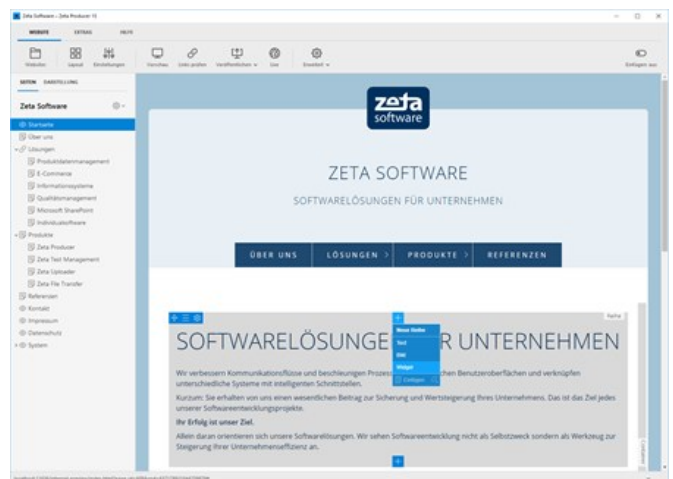 Zeta Software - Zeta Producer 15
WEBSITE EXTRAS HILFE
Websites Layout Einstellungen Vorschau Links prüfen Veröffentlichen Live Erweitert Einfügen aus
SEITEN DARSTELLUNG
Zeta Software
Startseite
Über uns
Lösungen
Produktdatenmanagement
E-Commerce
Informationssysteme
Qualitätsmanagement
Microsoft SharePoint
Individualsoftware
Produkte
Zeta Producer
Zeta Test Management
Zeta Uploader
Zeta File Transfer
Referenzen
Kontakt
Impressum
Datenschutz
System
zeta
software
ZETA SOFTWARE
SOFTWARELÖSUNGEN FÜR UNTERNEHMEN
ÜBER UNS LÖSUNGEN > PRODUKTE > REFERENZEN
Reihe
SOFTWARELÖSUNGE R UNTERNEHMEN
Neue Reihe
Text
Bild
Widget
Einfügen
Wir verbessern Kommunikationsflüsse und beschleunigen Prozes chen Benutzeroberflächen und verknüpfen
unterschiedliche Systeme mit intelligenten Schnittstellen.
Kurzum: Sie erhalten von uns einen wesentlichen Beitrag zur Sicherung und Wertsteigerung Ihres Unternehmens. Das ist das Ziel jedes
unserer Softwareentwicklungsprojekte.
Ihr Erfolg ist unser Ziel.
Allein daran orientieren sich unsere Softwarelösungen. Wir sehen Softwareentwicklung nicht als Selbstzweck sondern als Werkzeug zur
Steigerung Ihrer Unternehmenseffizienz an.